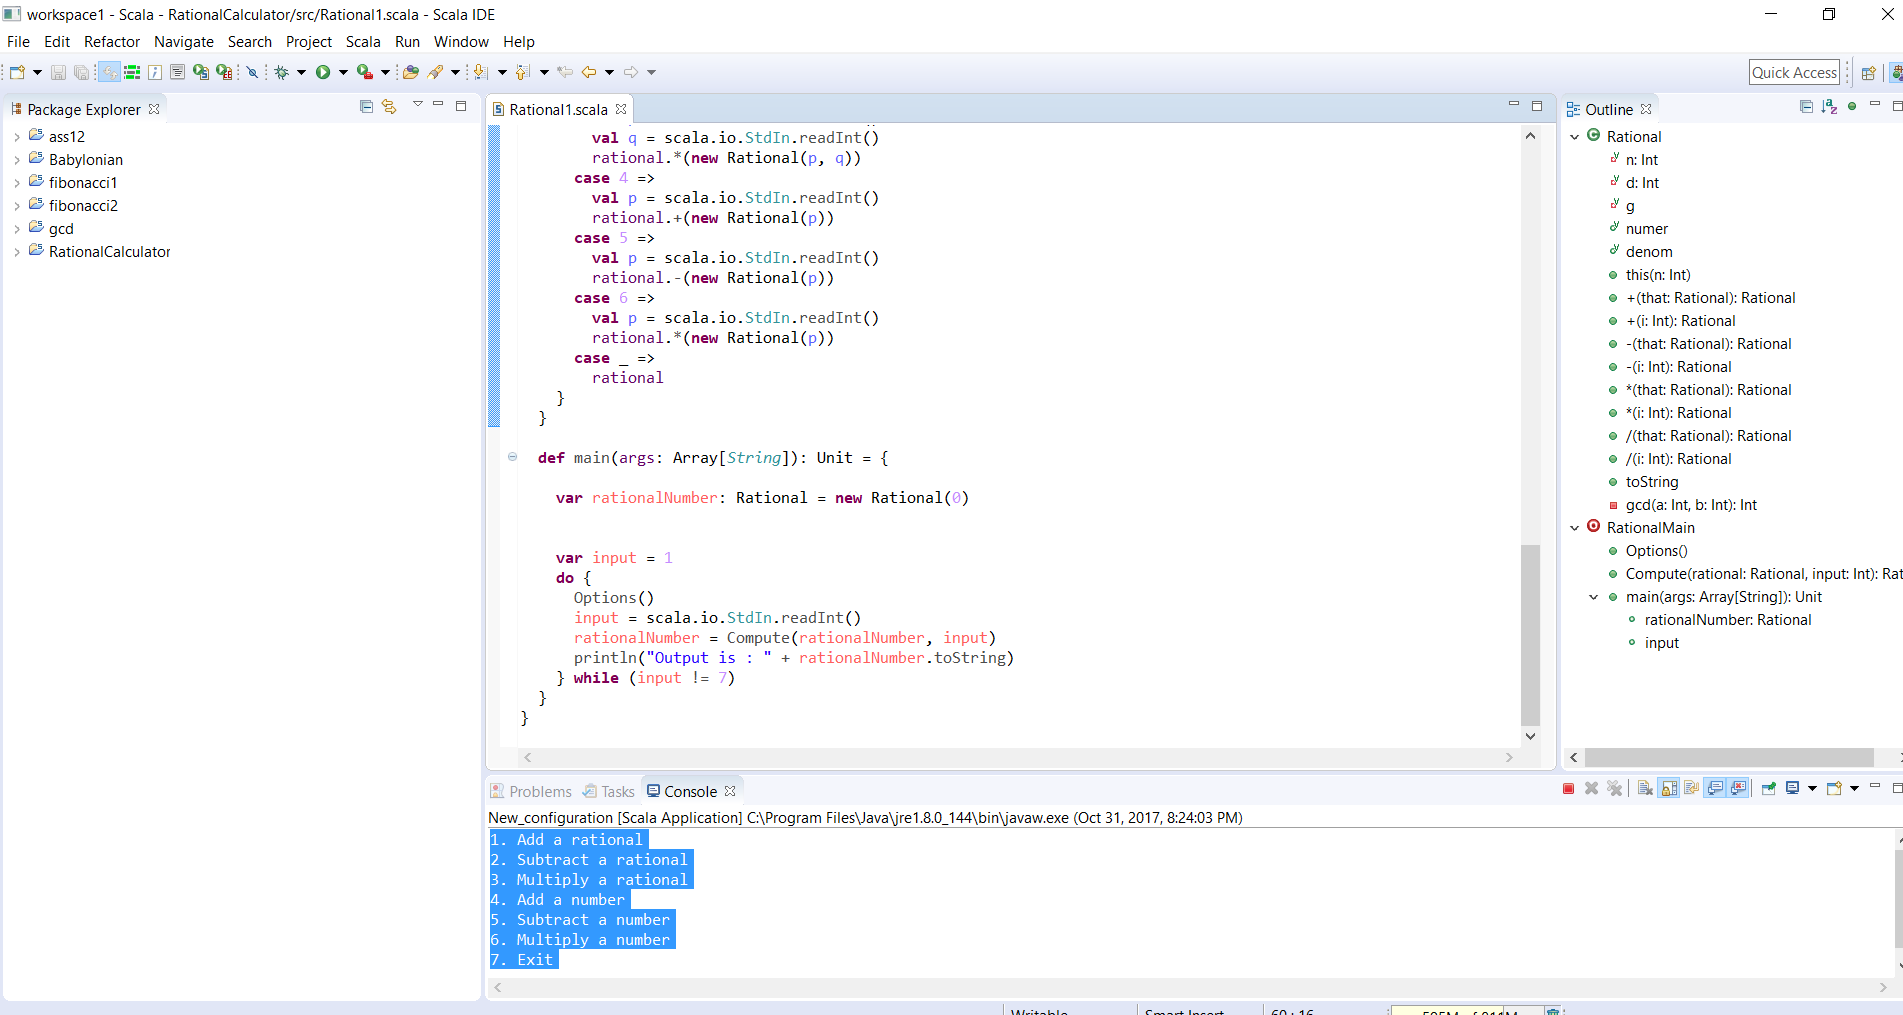 workspace1 - Scala - RationalCalculator/src/Rational1.scala - Scala IDE
File Edit Refactor Navigate Search Project Scala Run Window Help
Quick Access
Package Explorer
ass12
Babylonian
fibonacci1
fibonacci2
gcd
RationalCalculator
Rational1.scala
val q = scala.io.StdIn.readInt()
rational.*(new Rational(p, q))
case 4 =>
val p = scala.io.StdIn.readInt()
rational.+(new Rational(p))
case 5 =>
val p = scala.io.StdIn.readInt()
rational.-(new Rational(p))
case 6 =>
val p = scala.io.StdIn.readInt()
rational.*(new Rational(p))
case _ =>
rational
}
}
def main(args: Array[String]): Unit = {
var rationalNumber: Rational = new Rational(0)
var input = 1
do {
Options()
input = scala.io.StdIn.readInt()
rationalNumber = Compute(rationalNumber, input)
println("Output is : " + rationalNumber.toString)
} while (input != 7)
}
}
Outline
Rational
n: Int
d: Int
g
numer
denom
this(n: Int)
+(that: Rational): Rational
+(i: Int): Rational
-(that: Rational): Rational
-(i: Int): Rational
*(that: Rational): Rational
*(i: Int): Rational
/(that: Rational): Rational
/(i: Int): Rational
toString
gcd(a: Int, b: Int): Int
RationalMain
Options()
Compute(rational: Rational, input: Int): Rat
main(args: Array[String]): Unit
rationalNumber: Rational
input
Problems Tasks Console
New_configuration [Scala Application] C:\Program Files\Java\jre1.8.0_144\bin\javaw.exe (Oct 31, 2017, 8:24:03 PM)
1. Add a rational
2. Subtract a rational
3. Multiply a rational
4. Add a number
5. Subtract a number
6. Multiply a number
7. Exit
Writable Smart Insert